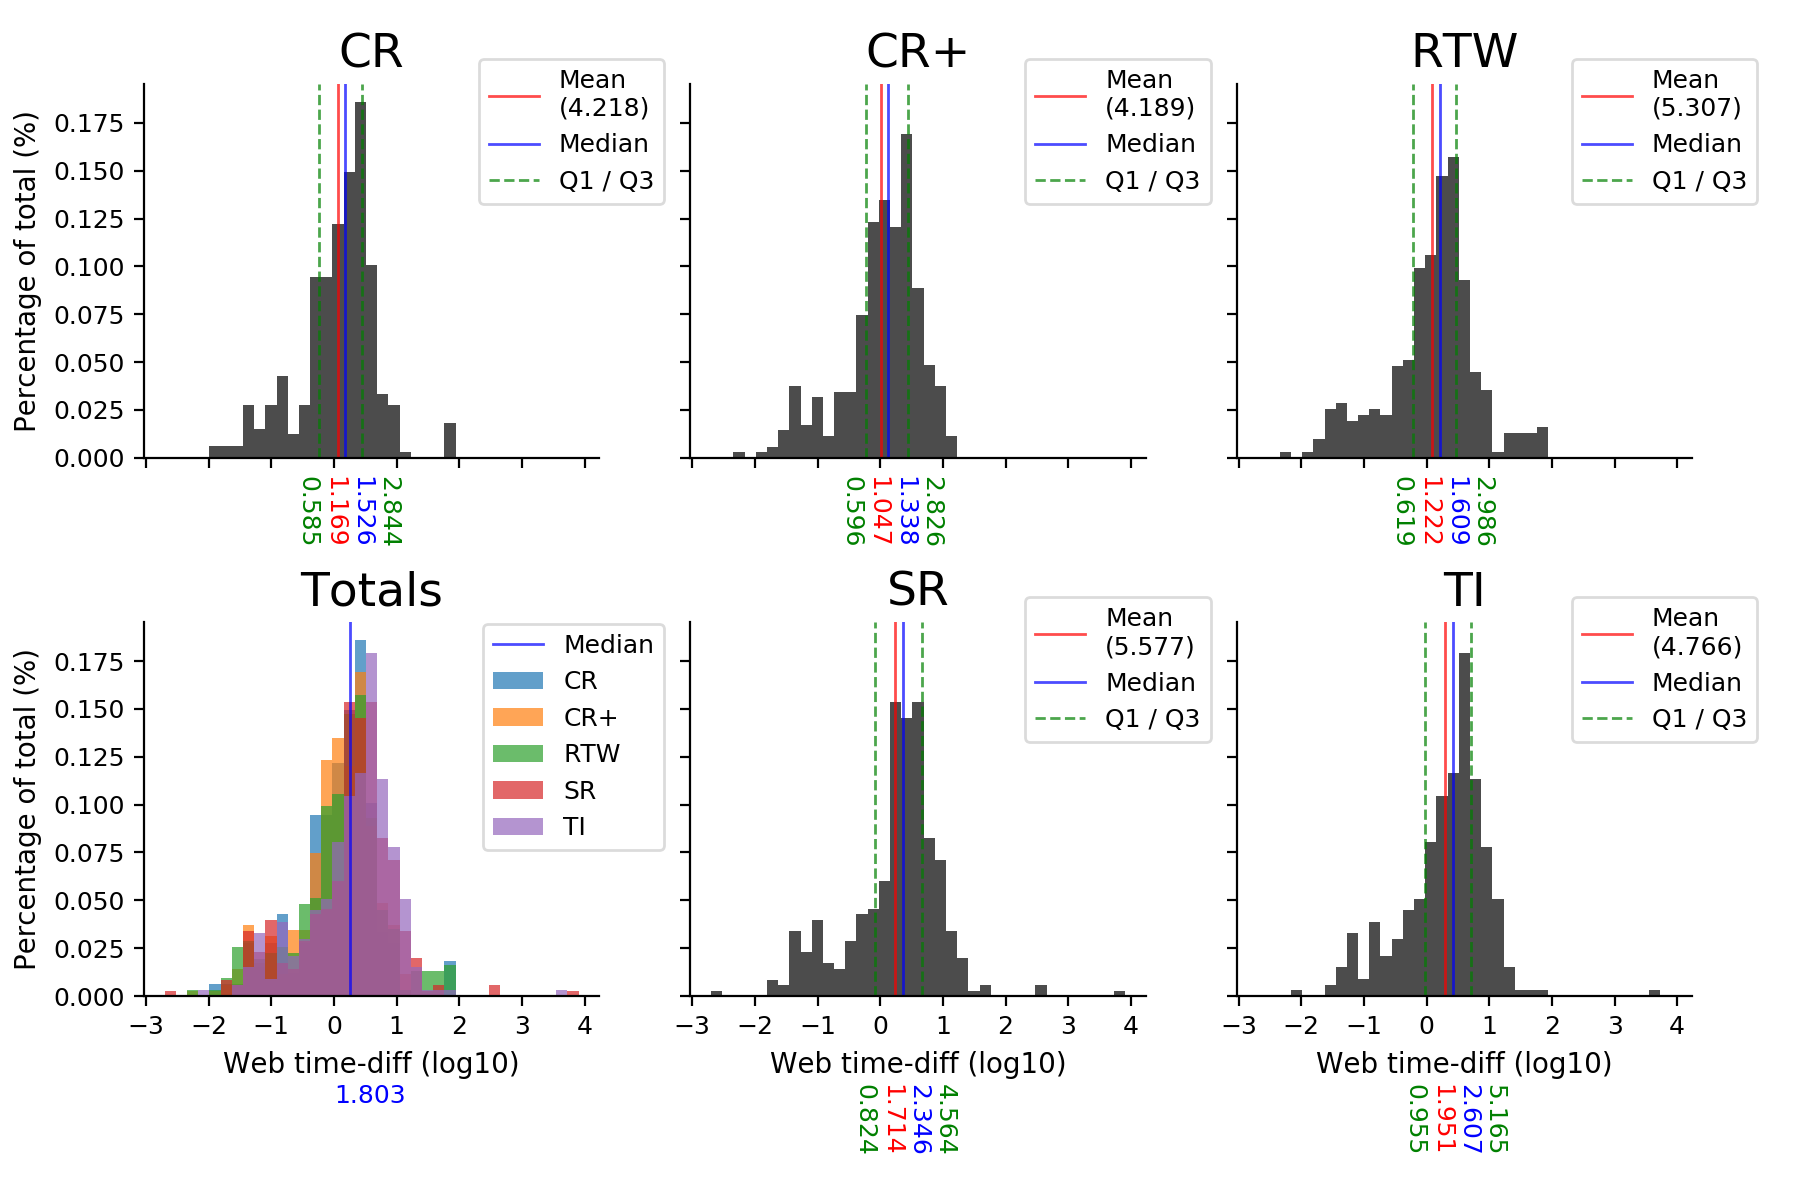 CR
Percentage of total (%)
0.175
0.150
0.125
0.100
0.075
0.050
0.025
0.000
Mean
(4.218)
Median
Q1 / Q3
0.585
1.169
1.526
2.844
CR+
Mean
(4.189)
Median
Q1 / Q3
0.596
1.047
1.338
2.826
RTW
Mean
(5.307)
Median
Q1 / Q3
0.619
1.222
1.609
2.986
Totals
Percentage of total (%)
0.175
0.150
0.125
0.100
0.075
0.050
0.025
0.000
Median
CR
CR+
RTW
SR
TI
−3 −2 −1 0 1 2 3 4
Web time-diff (log10)
1.803
SR
Mean
(5.577)
Median
Q1 / Q3
−3 −2 −1 0 1 2 3 4
Web time-diff (log10)
0.824
1.714
2.346
4.564
TI
Mean
(4.766)
Median
Q1 / Q3
−3 −2 −1 0 1 2 3 4
Web time-diff (log10)
0.955
1.951
2.607
5.165